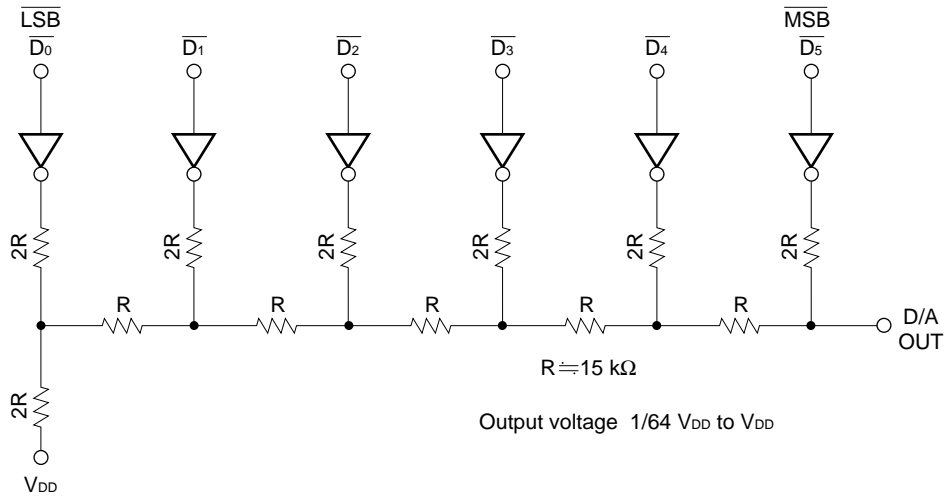 LSB MSB
D0 D1 D2 D3 D4 D5
2R 2R 2R 2R 2R 2R
R R R R R
D/A
OUT
R≒15 kΩ
2R
Output voltage 1/64 VDD to VDD
VDD